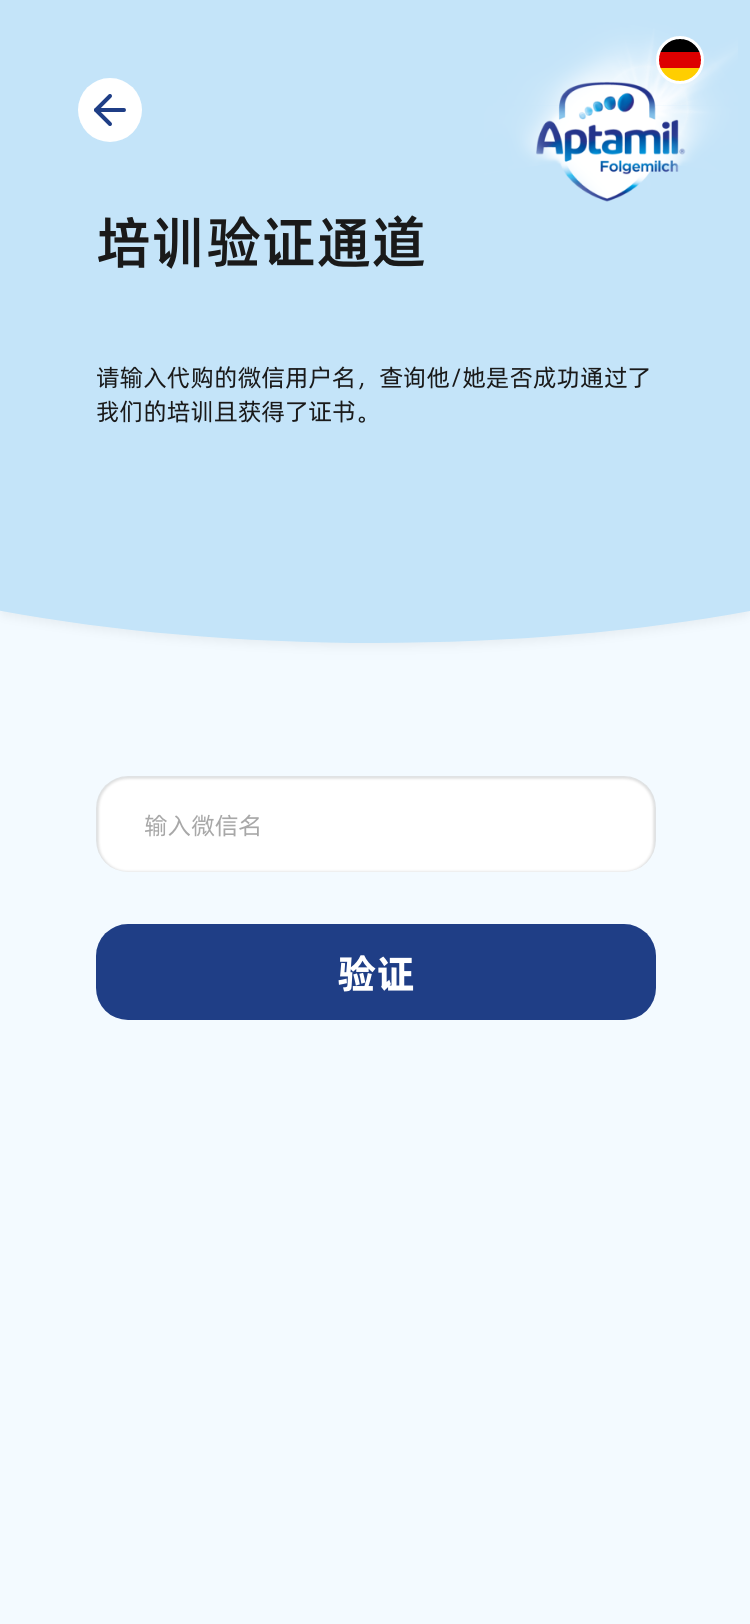 Aptamil
Folgemilch
培训验证通道
请输入代购的微信用户名，查询他/她是否成功通过了
我们的培训且获得了证书。
输入微信名
验证